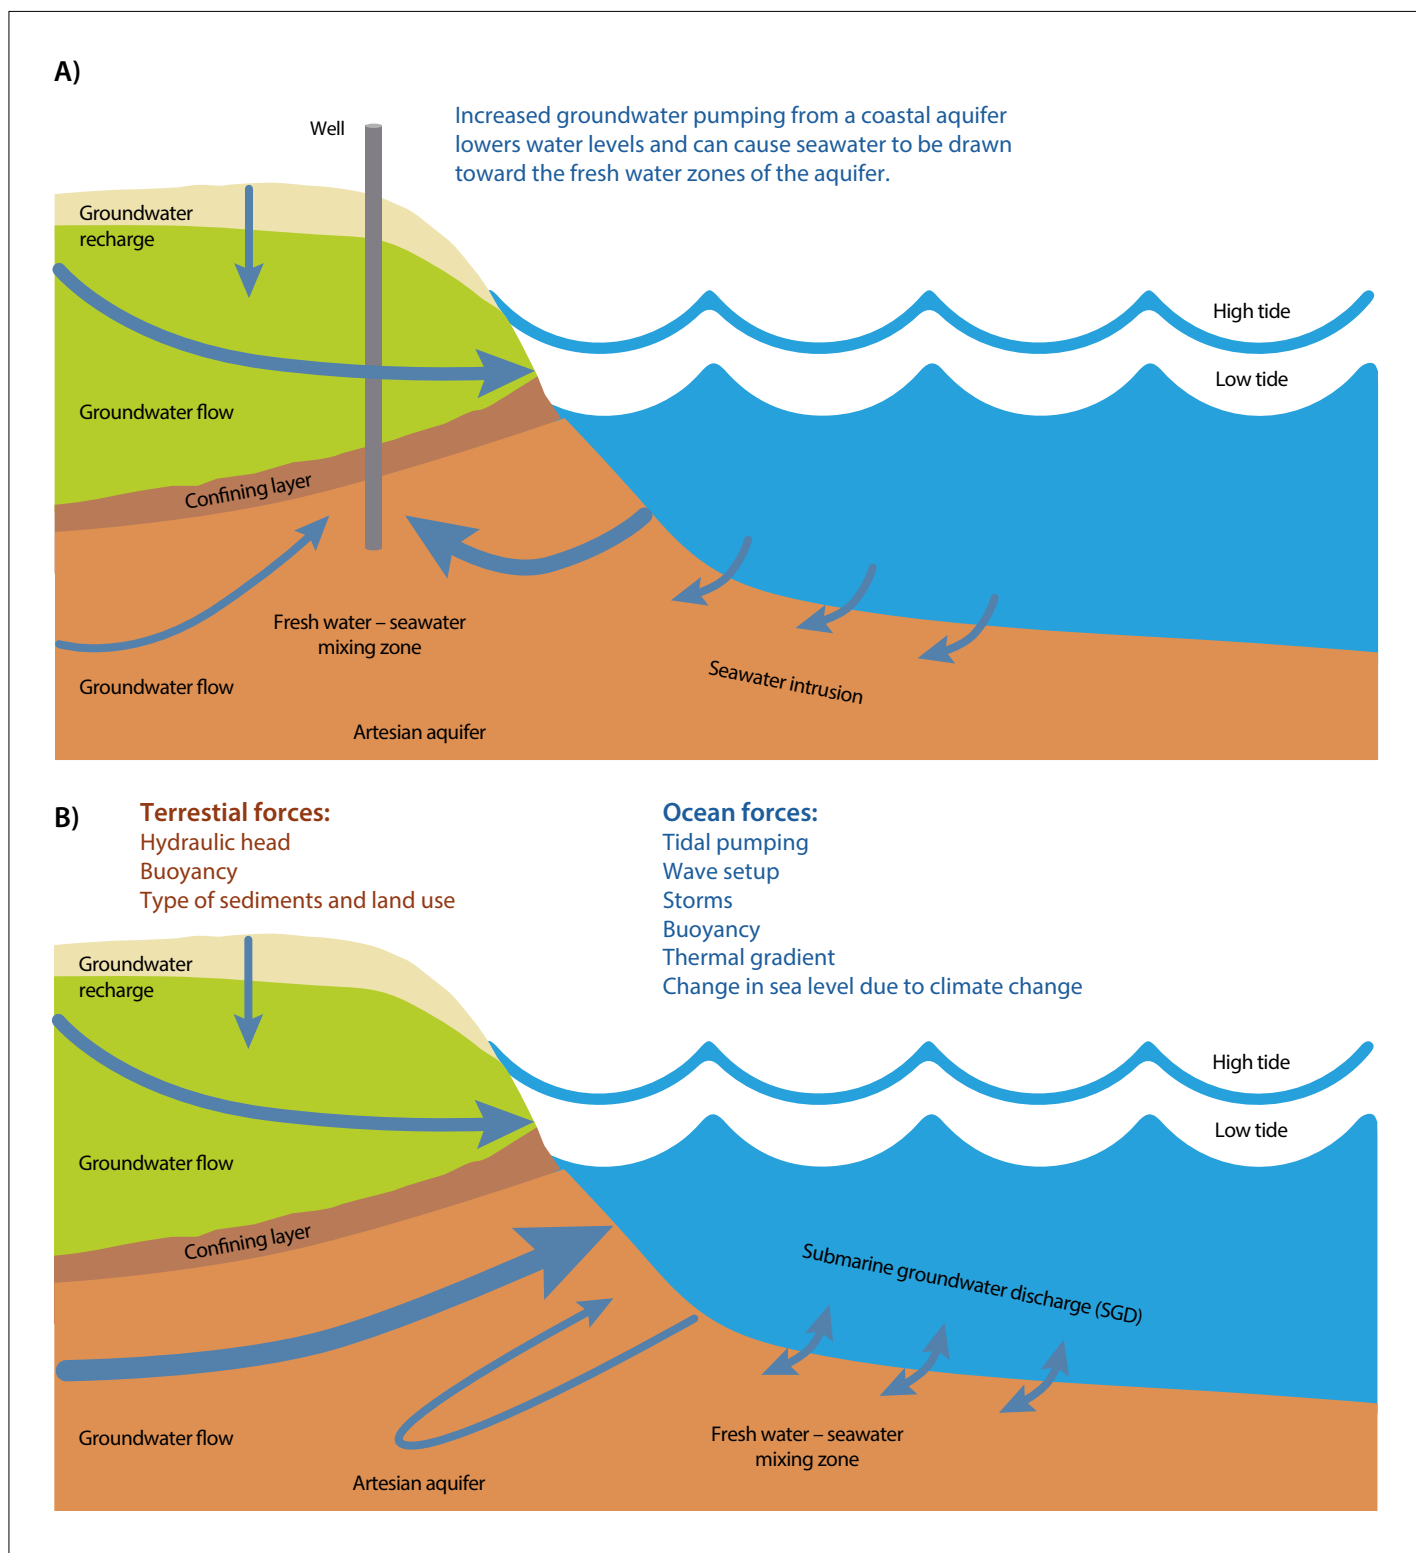 A)
Well
Increased groundwater pumping from a coastal aquifer
lowers water levels and can cause seawater to be drawn
toward the fresh water zones of the aquifer.
Groundwater
recharge
High tide
Low tide
Groundwater flow
Confining layer
Fresh water – seawater
mixing zone
Groundwater flow
Seawater intrusion
Artesian aquifer
B)
Terrestial forces:
Hydraulic head
Buoyancy
Type of sediments and land use
Ocean forces:
Tidal pumping
Wave setup
Storms
Buoyancy
Thermal gradient
Change in sea level due to climate change
Groundwater
recharge
High tide
Low tide
Groundwater flow
Confining layer
Submarine groundwater discharge (SGD)
Groundwater flow
Fresh water – seawater
mixing zone
Artesian aquifer